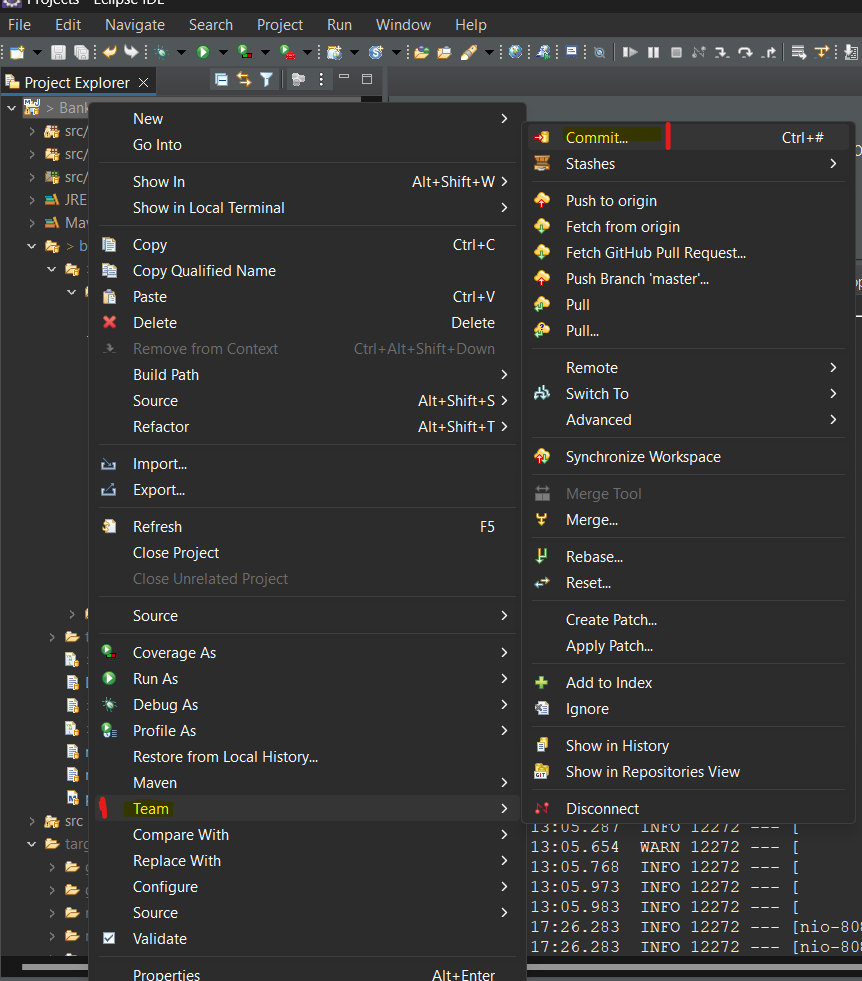 Projects - Eclipse IDE
File Edit Navigate Search Project Run Window Help
Project Explorer
> Bank
src/
src/
src/
JRE
Mav
> b
src
targ
New
Go Into
Show In Alt+Shift+W
Show in Local Terminal
Copy Ctrl+C
Copy Qualified Name
Paste Ctrl+V
Delete Delete
Remove from Context Ctrl+Alt+Shift+Down
Build Path
Source Alt+Shift+S
Refactor Alt+Shift+T
Import...
Export...
Refresh F5
Close Project
Close Unrelated Project
Source
Coverage As
Run As
Debug As
Profile As
Restore from Local History...
Maven
Team
Compare With
Replace With
Configure
Source
Validate
Properties Alt+Enter
Commit... Ctrl+#
Stashes
Push to origin
Fetch from origin
Fetch GitHub Pull Request...
Push Branch 'master'...
Pull
Pull...
Remote
Switch To
Advanced
Synchronize Workspace
Merge Tool
Merge...
Rebase...
Reset...
Create Patch...
Apply Patch...
Add to Index
Ignore
Show in History
Show in Repositories View
Disconnect
13:05.287 INFO 12272 --- [
13:05.654 WARN 12272 --- [
13:05.768 INFO 12272 --- [
13:05.973 INFO 12272 --- [
13:05.983 INFO 12272 --- [
17:26.283 INFO 12272 --- [nio-808
17:26.283 INFO 12272 --- [nio-808